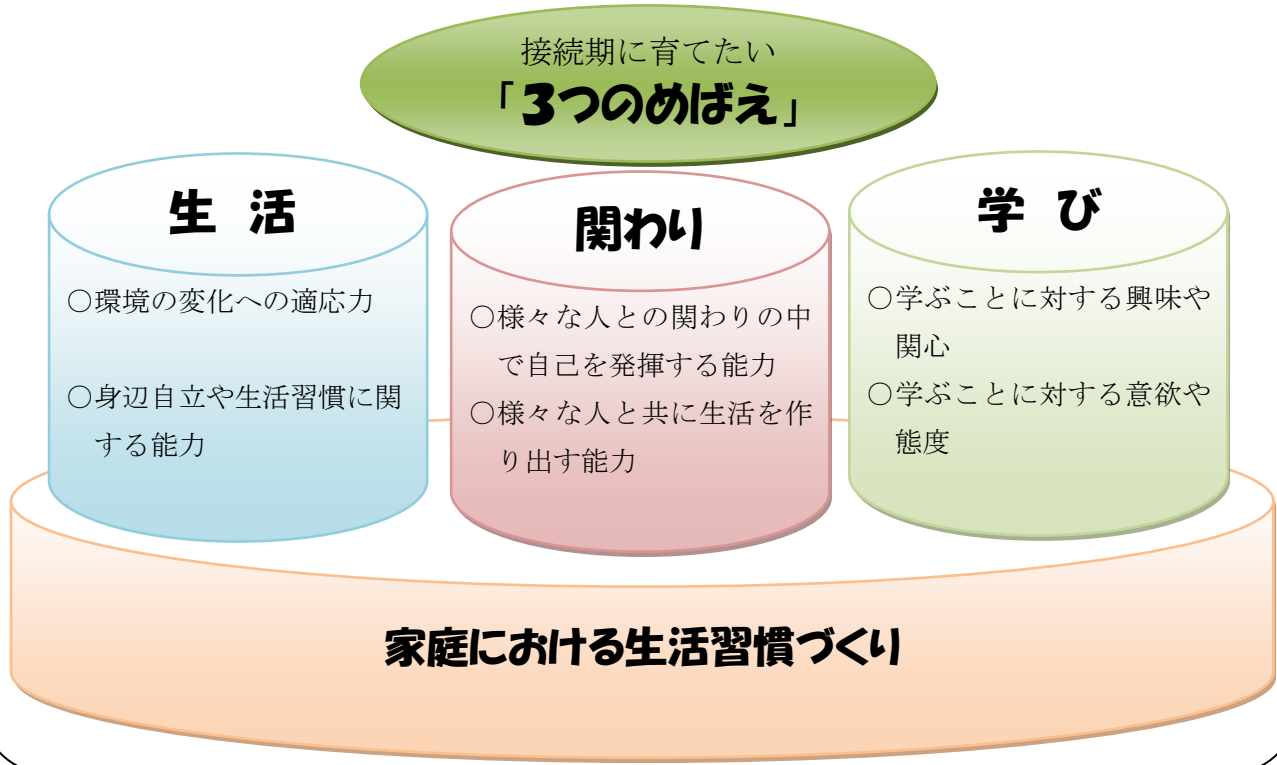 接続期に育てたい
「3つのめばえ」
生 活
○環境の変化への適応力
○身辺自立や生活習慣に関
する能力
関わり
○様々な人との関わりの中
で自己を発揮する能力
○様々な人と共に生活を作
り出す能力
学 び
○学ぶことに対する興味や
関心
○学ぶことに対する意欲や
態度
家庭における生活習慣づくり